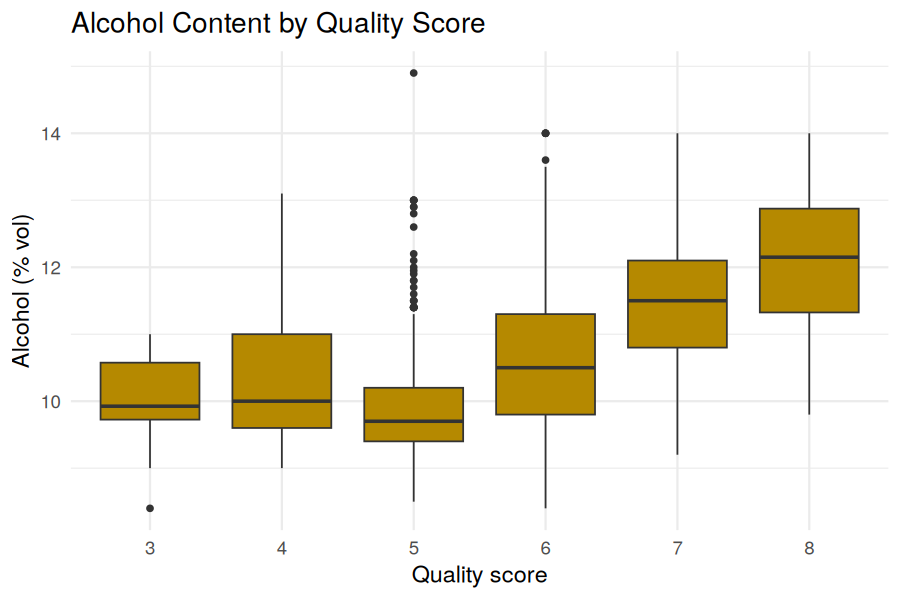 Alcohol Content by Quality Score
Alcohol (% vol)
14
12
10
3 4 5 6 7 8
Quality score